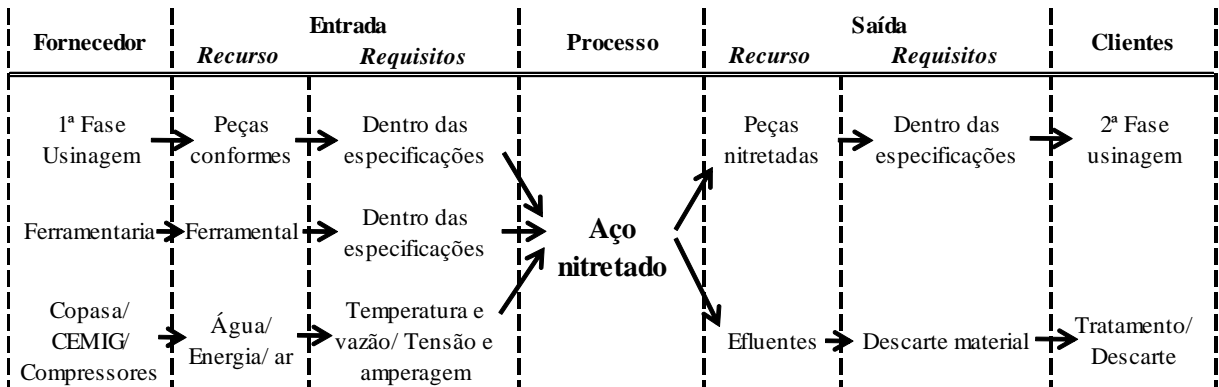 Fornecedor
Entrada
Recurso
Requisitos
Processo
Saída
Recurso
Requisitos
Clientes
1ª Fase
Usinagem
Peças
conformes
Dentro das
especificações
Peças
nitretadas
Dentro das
especificações
2ª Fase
usinagem
Ferramentaria
Ferramental
Dentro das
especificações
Aço
nitretado
Copasa/
CEMIG/
Compressores
Água/
Energia/ ar
Temperatura e
vazão/ Tensão e
amperagem
Efluentes
Descarte material
Tratamento/
Descarte